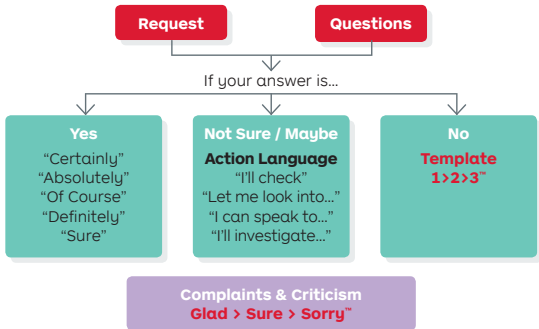 Request
Questions
If your answer is...
Yes
“Certainly”
“Absolutely”
“Of Course”
“Definitely”
“Sure”
Not Sure / Maybe
Action Language
“I’ll check”
“Let me look into...”
“I can speak to...”
“I’ll investigate...”
No
Template
1>2>3™
Complaints & Criticism
Glad > Sure > Sorry™